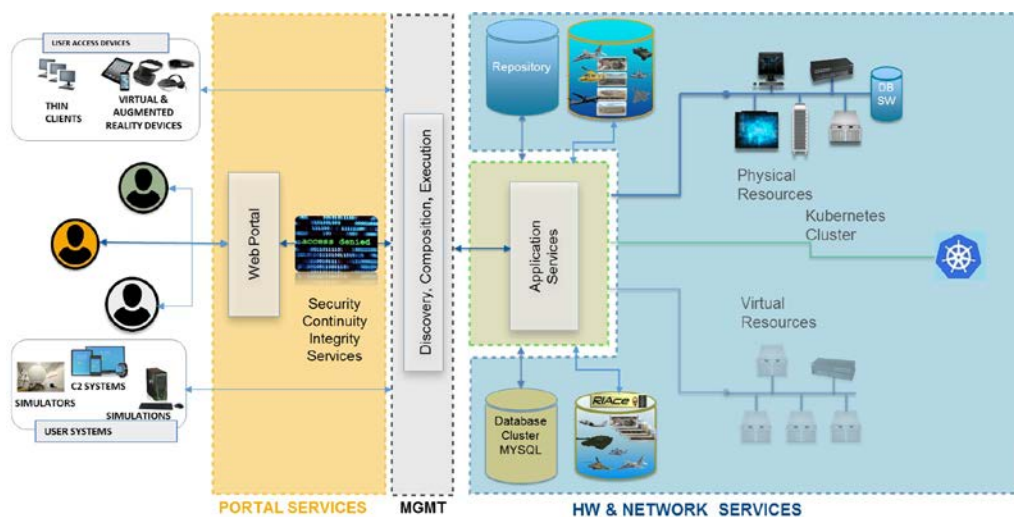 USER ACCESS DEVICES
THIN
CLIENTS
VIRTUAL &
AUGMENTED
REALITY DEVICES
Web Portal
access denied
Security
Continuity
Integrity
Services
Discovery, Composition, Execution
Repository
Application
Services
DB
SW
Physical
Resources
Kubernetes
Cluster
Virtual
Resources
C2 SYSTEMS
SIMULATORS
SIMULATIONS
USER SYSTEMS
Database
Cluster
MYSQL
RIAce
PORTAL SERVICES
MGMT
HW & NETWORK SERVICES